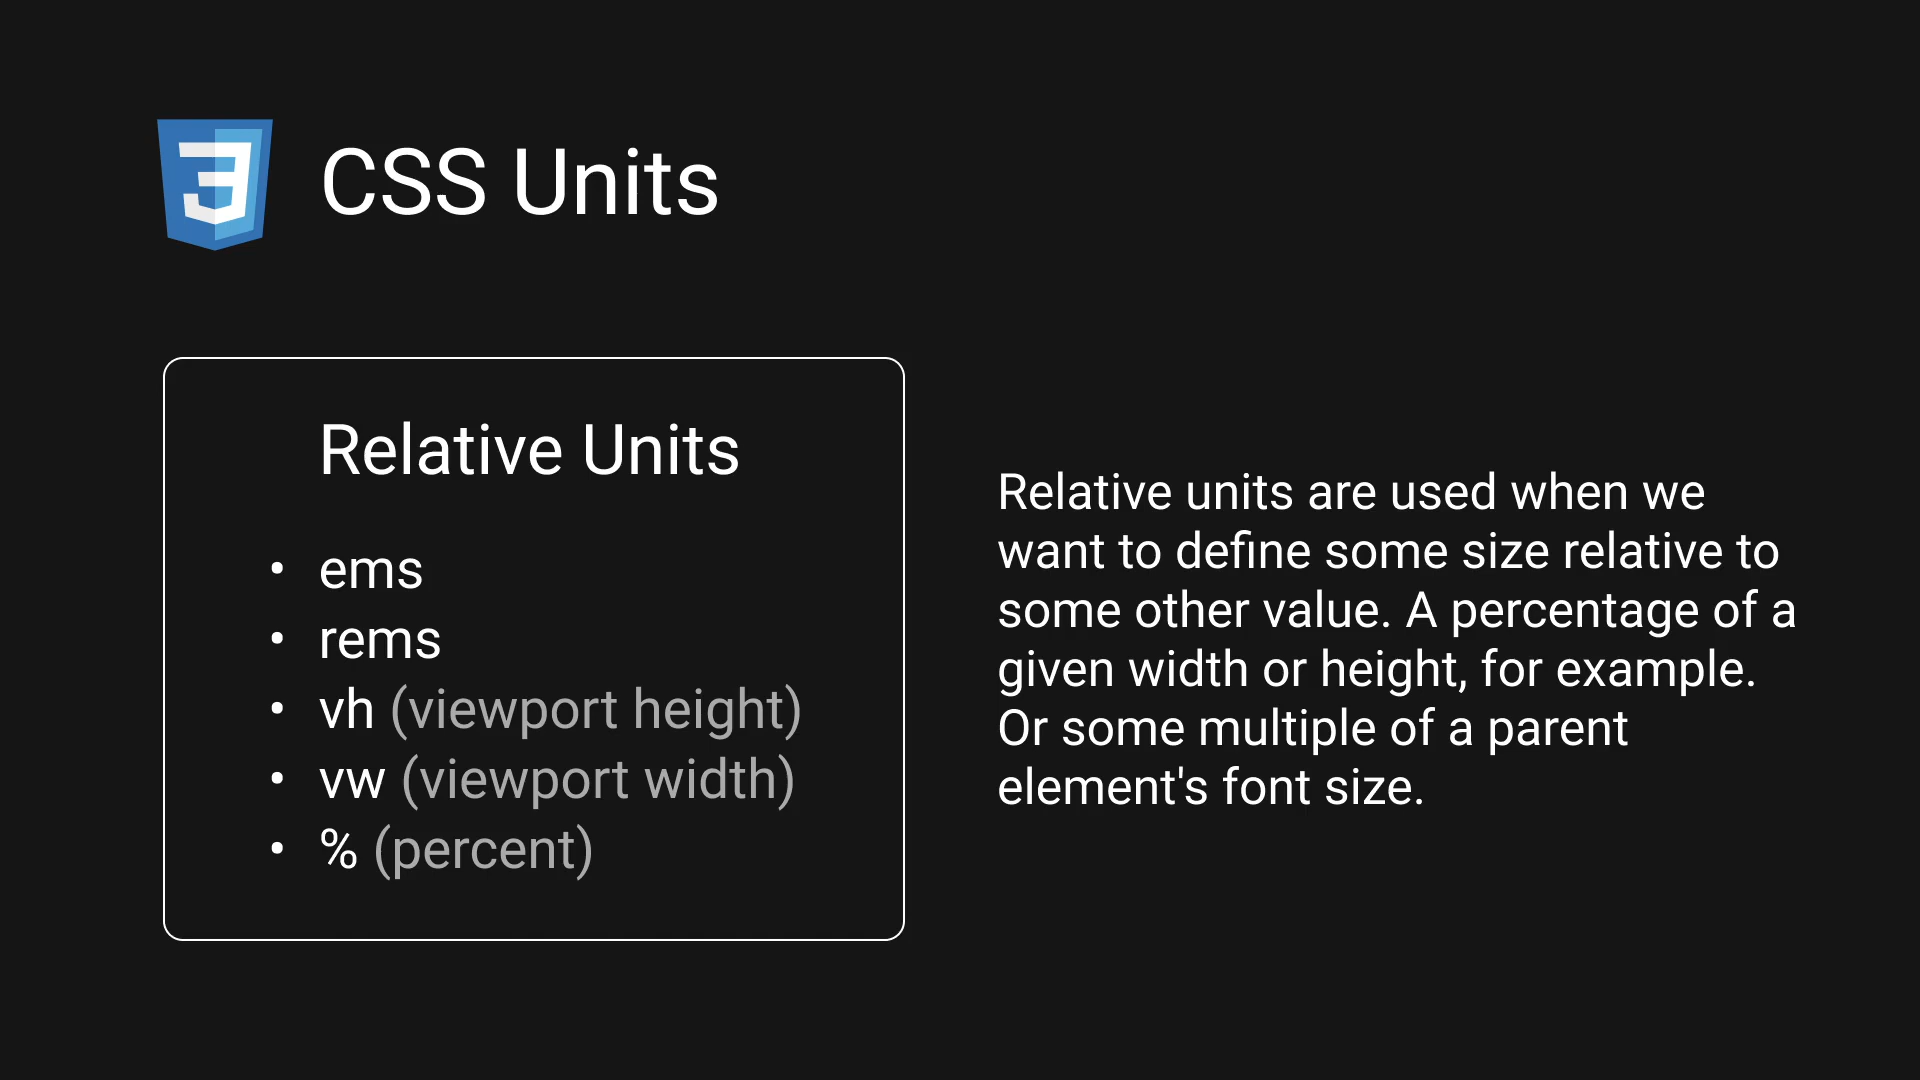 CSS Units
Relative Units
• ems
• rems
• vh (viewport height)
• vw (viewport width)
• % (percent)
Relative units are used when we
want to define some size relative to
some other value. A percentage of a
given width or height, for example.
Or some multiple of a parent
element's font size.